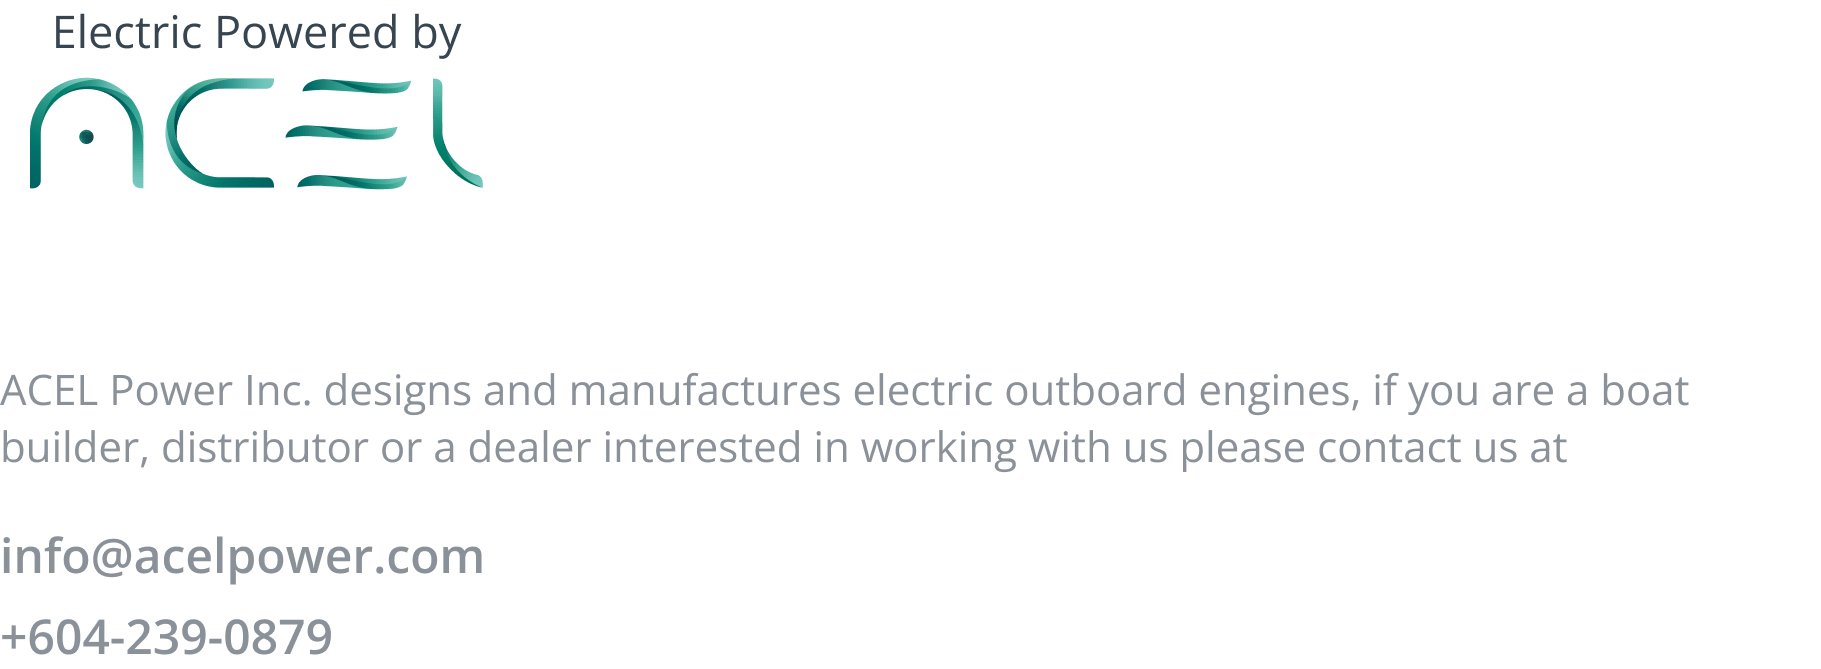 Electric Powered by
ACEL
ACEL Power Inc. designs and manufactures electric outboard engines, if you are a boat
builder, distributor or a dealer interested in working with us please contact us at
info@acelpower.com
+604-239-0879